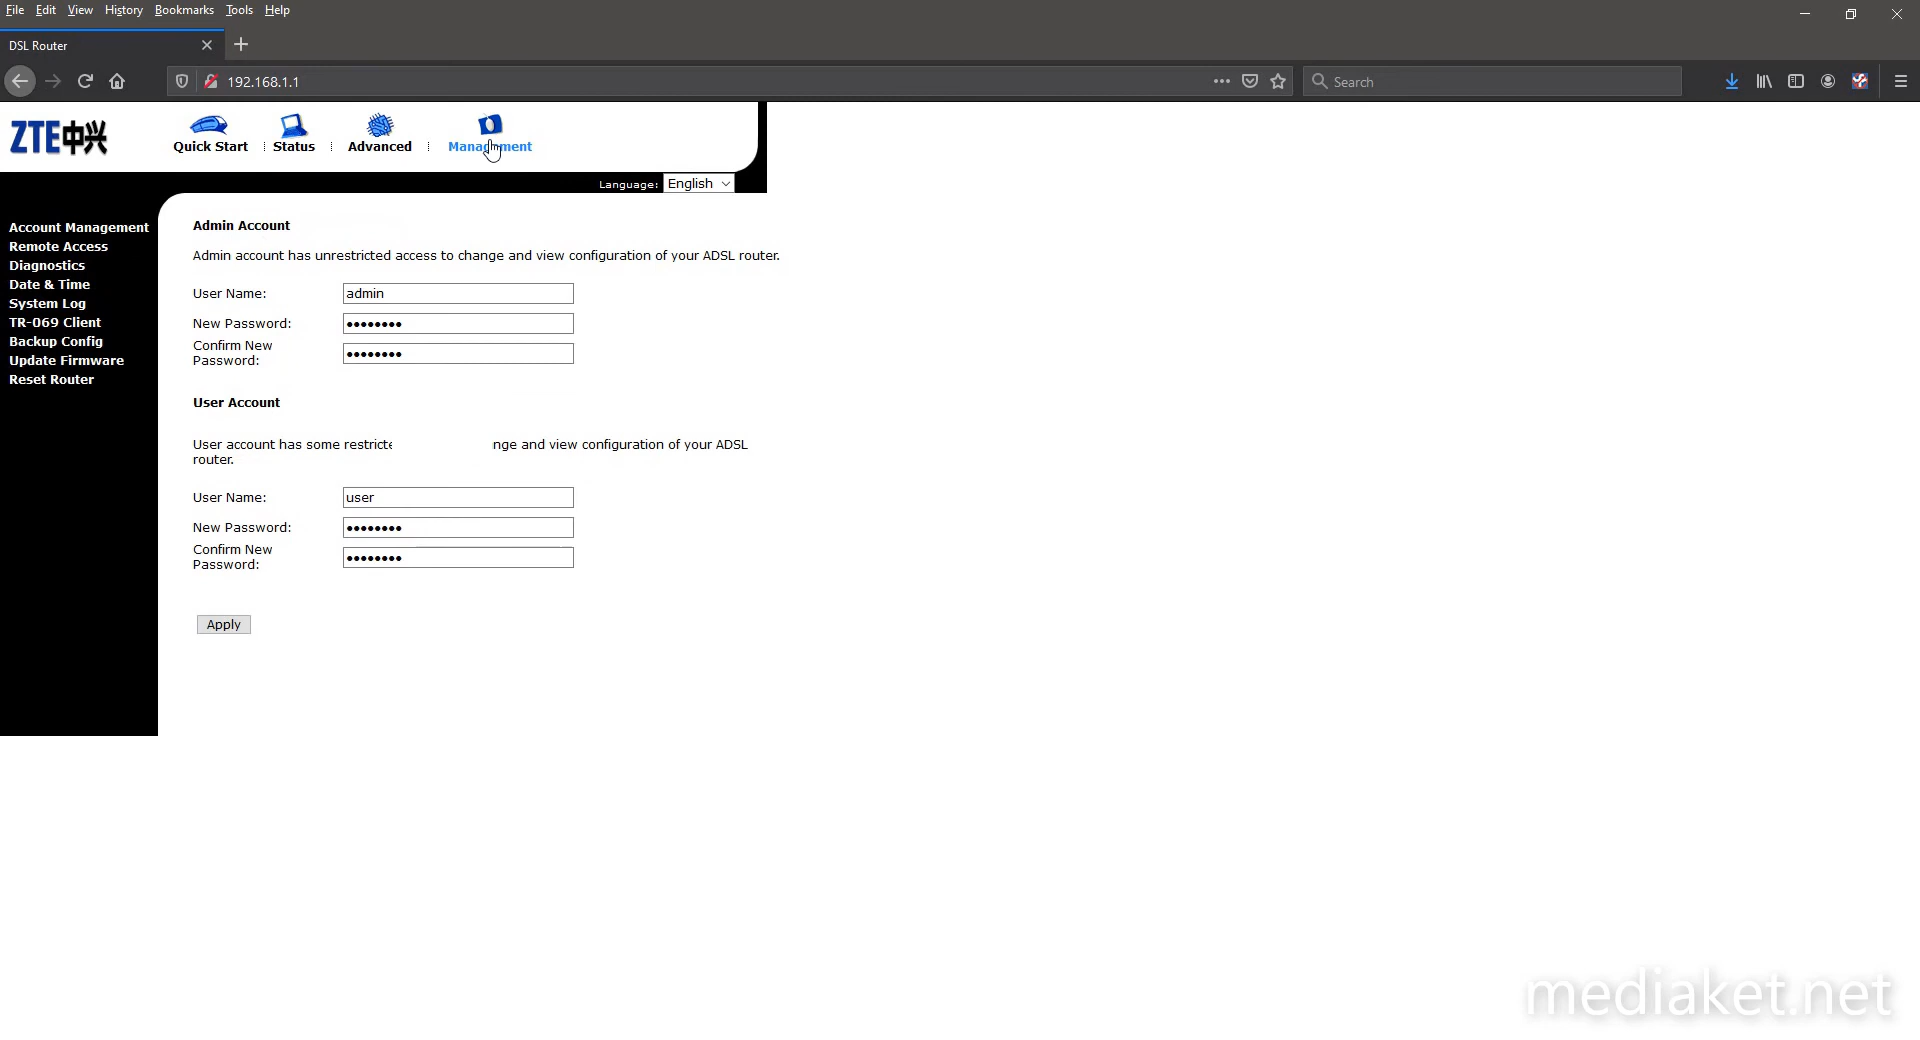 File Edit View History Bookmarks Tools Help
DSL Router
192.168.1.1
Search
ZTE中兴
Quick Start
Status
Advanced
Management
Language: English
Account Management
Remote Access
Diagnostics
Date & Time
System Log
TR-069 Client
Backup Config
Update Firmware
Reset Router
Admin Account
Admin account has unrestricted access to change and view configuration of your ADSL router.
User Name: admin
New Password: ••••••••
Confirm New
Password: ••••••••
User Account
User account has some and view configuration of your ADSL
router.
User Name: user
New Password: ••••••••
Confirm New
Password: ••••••••
Apply
mediaket.net